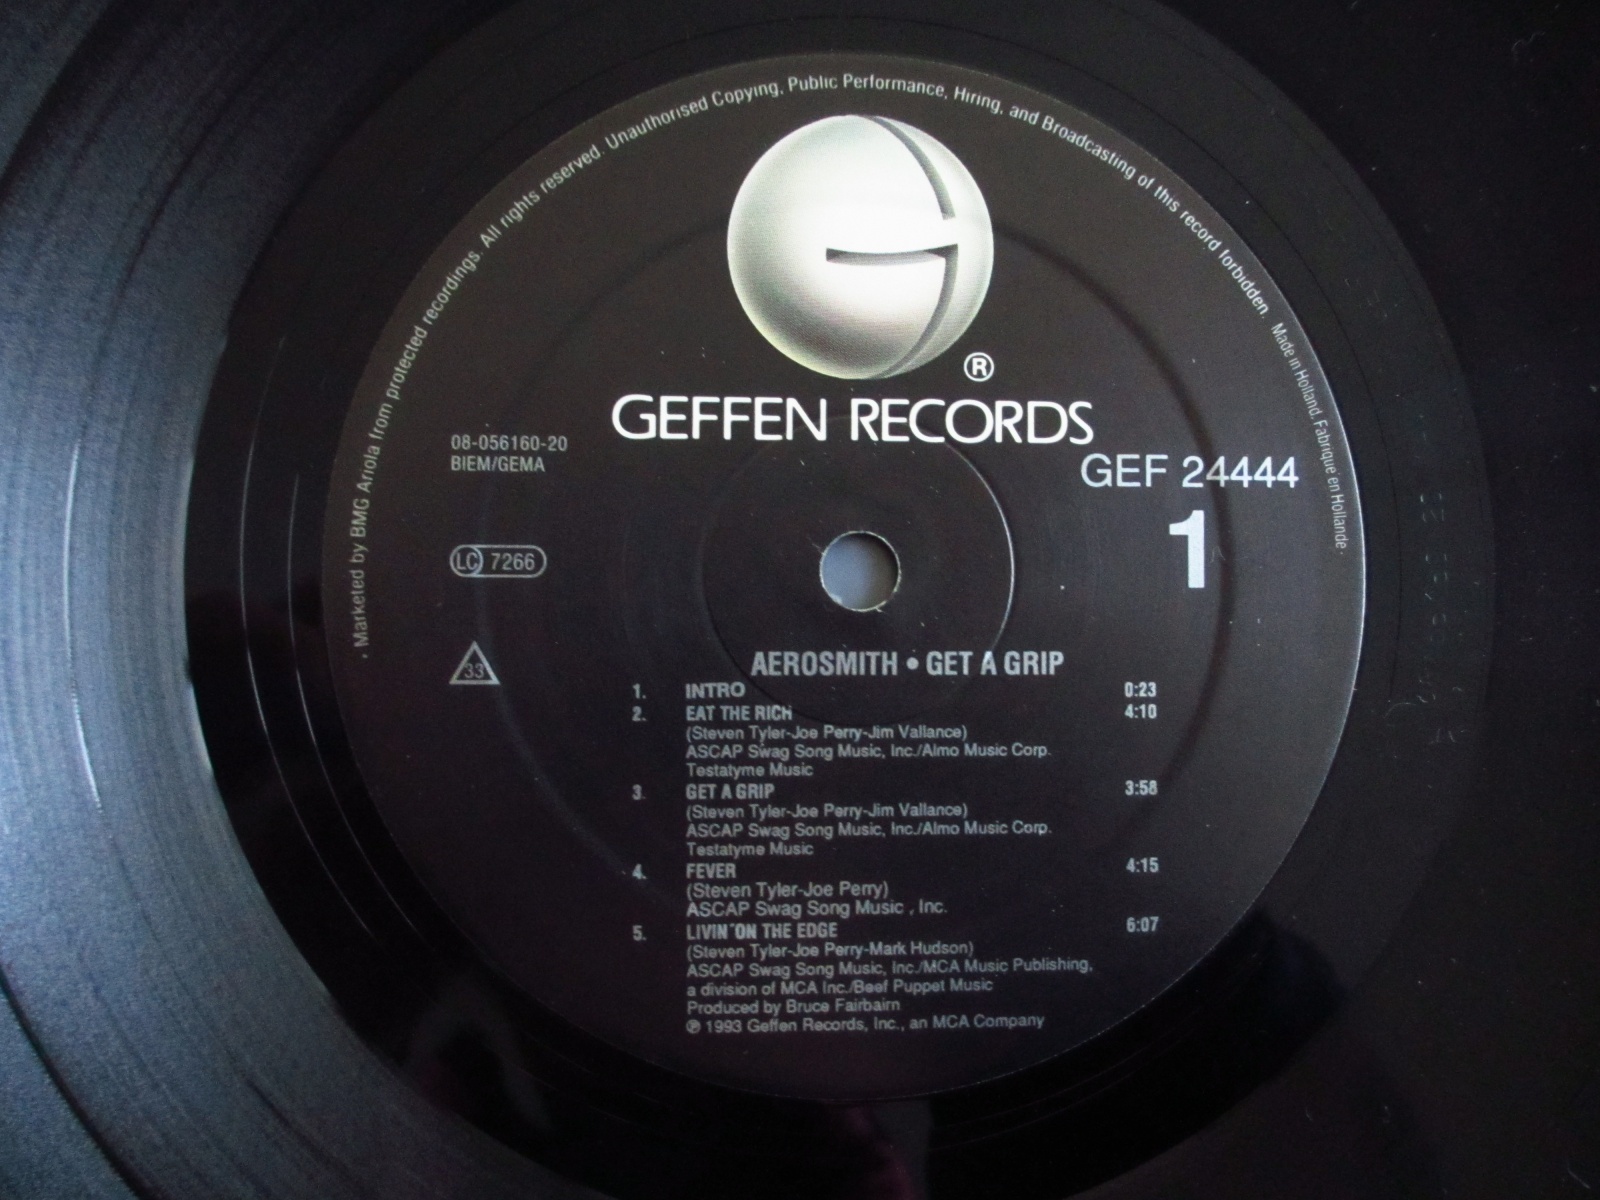 Marketed by BMG Ariola from protected recordings. All rights reserved. Unauthorised Copying, Public Performance, Hiring, and Broadcasting of this record forbidden. Made in Holland. Fabriqué en Hollande
®
GEFFEN RECORDS
08-056160-20
BIEM/GEMA
GEF 24444
1
LC 7266
33
AEROSMITH • GET A GRIP
1. INTRO 0:23
2. EAT THE RICH 4:10
(Steven Tyler-Joe Perry-Jim Vallance)
ASCAP Swag Song Music, Inc./Almo Music Corp.
Testatyme Music
3. GET A GRIP 3:58
(Steven Tyler-Joe Perry-Jim Vallance)
ASCAP Swag Song Music, Inc./Almo Music Corp.
Testatyme Music
4. FEVER 4:15
(Steven Tyler-Joe Perry)
ASCAP Swag Song Music , Inc.
5. LIVIN´ON THE EDGE 6:07
(Steven Tyler-Joe Perry-Mark Hudson)
ASCAP Swag Song Music, Inc./MCA Music Publishing,
a division of MCA Inc./Beef Puppet Music
Produced by Bruce Fairbairn
℗ 1993 Geffen Records, Inc., an MCA Company